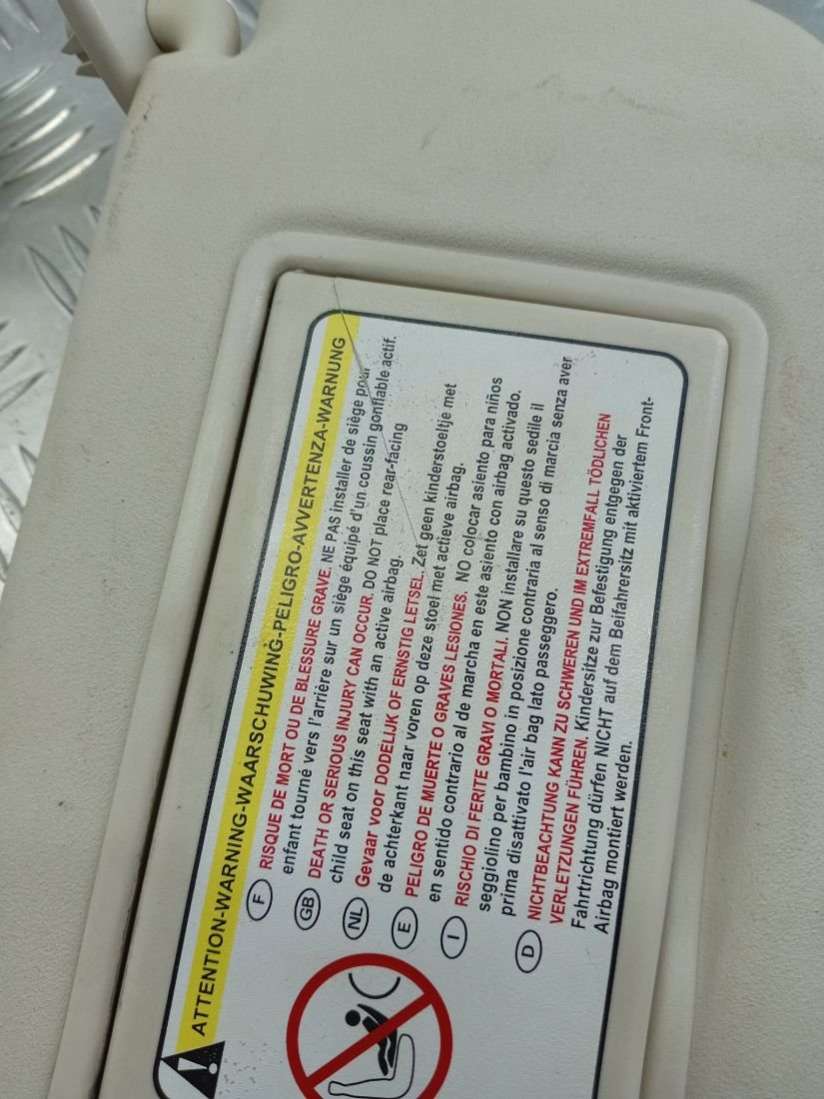 ATTENTION-WARNING-WAARSCHUWING-PELIGRO-AVVERTENZA-WARNUNG
F RISQUE DE MORT OU DE BLESSURE GRAVE. NE PAS installer de siège pour
enfant tourné vers l'arrière sur un siège équipé d'un coussin gonflable actif.
GB DEATH OR SERIOUS INJURY CAN OCCUR. DO NOT place rear-facing
child seat on this seat with an active airbag.
NL Gevaar voor DODELIJK OF ERNSTIG LETSEL. Zet geen kinderstoeltje met
de achterkant naar voren op deze stoel met actieve airbag.
E PELIGRO DE MUERTE O GRAVES LESIONES. NO colocar asiento para niños
en sentido contrario al de marcha en este asiento con airbag activado.
I RISCHIO DI FERITE GRAVI O MORTALI. NON installare su questo sedile il
seggiolino per bambino in posizione contraria al senso di marcia senza aver
prima disattivato l'air bag lato passeggero.
D NICHTBEACHTUNG KANN ZU SCHWEREN UND IM EXTREMFALL TÖDLICHEN
VERLETZUNGEN FÜHREN. Kindersitze zur Befestigung entgegen der
Fahrtrichtung dürfen NICHT auf dem Beifahrersitz mit aktiviertem Front-
Airbag montiert werden.